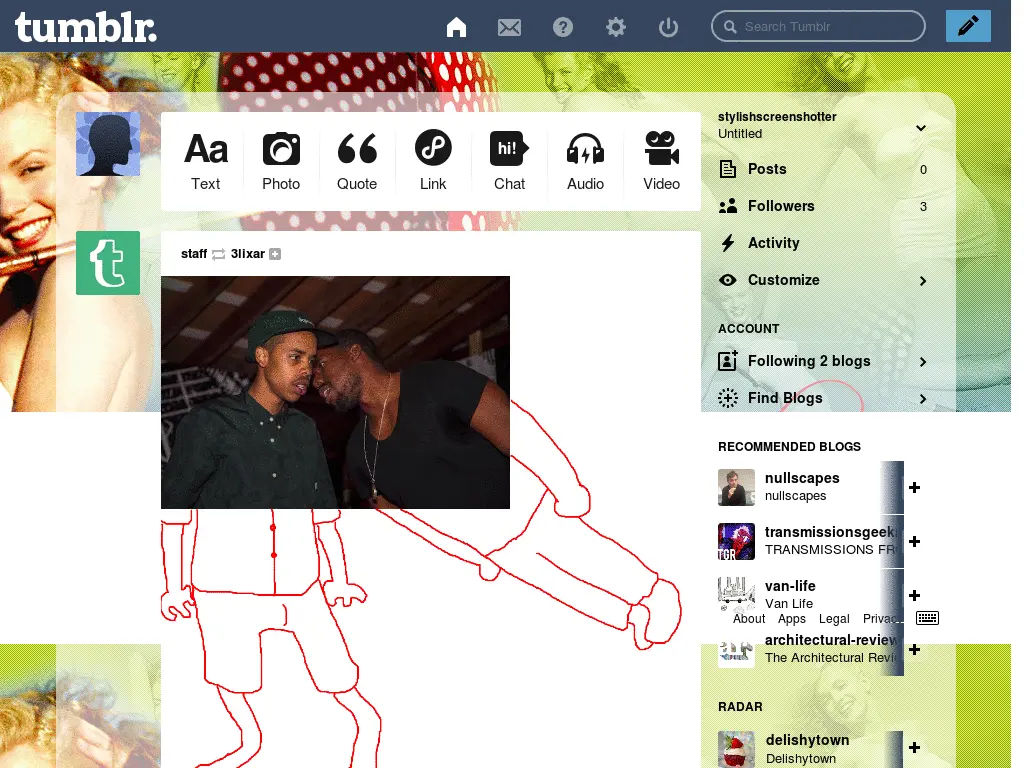 tumblr.
Search Tumblr
Aa
hi!
Text
Photo
Quote
Link
Chat
Audio
Video
staff 3lixar
t
stylishscreenshotter
Untitled
Posts 0
Followers 3
Activity
Customize
ACCOUNT
Following 2 blogs
Find Blogs
RECOMMENDED BLOGS
nullscapes
nullscapes
transmissionsgeek
TRANSMISSIONS FR
TGR
van-life
Van Life
About Apps Legal Privac
architectural-review
The Architectural Revi
RADAR
delishytown
Delishytown